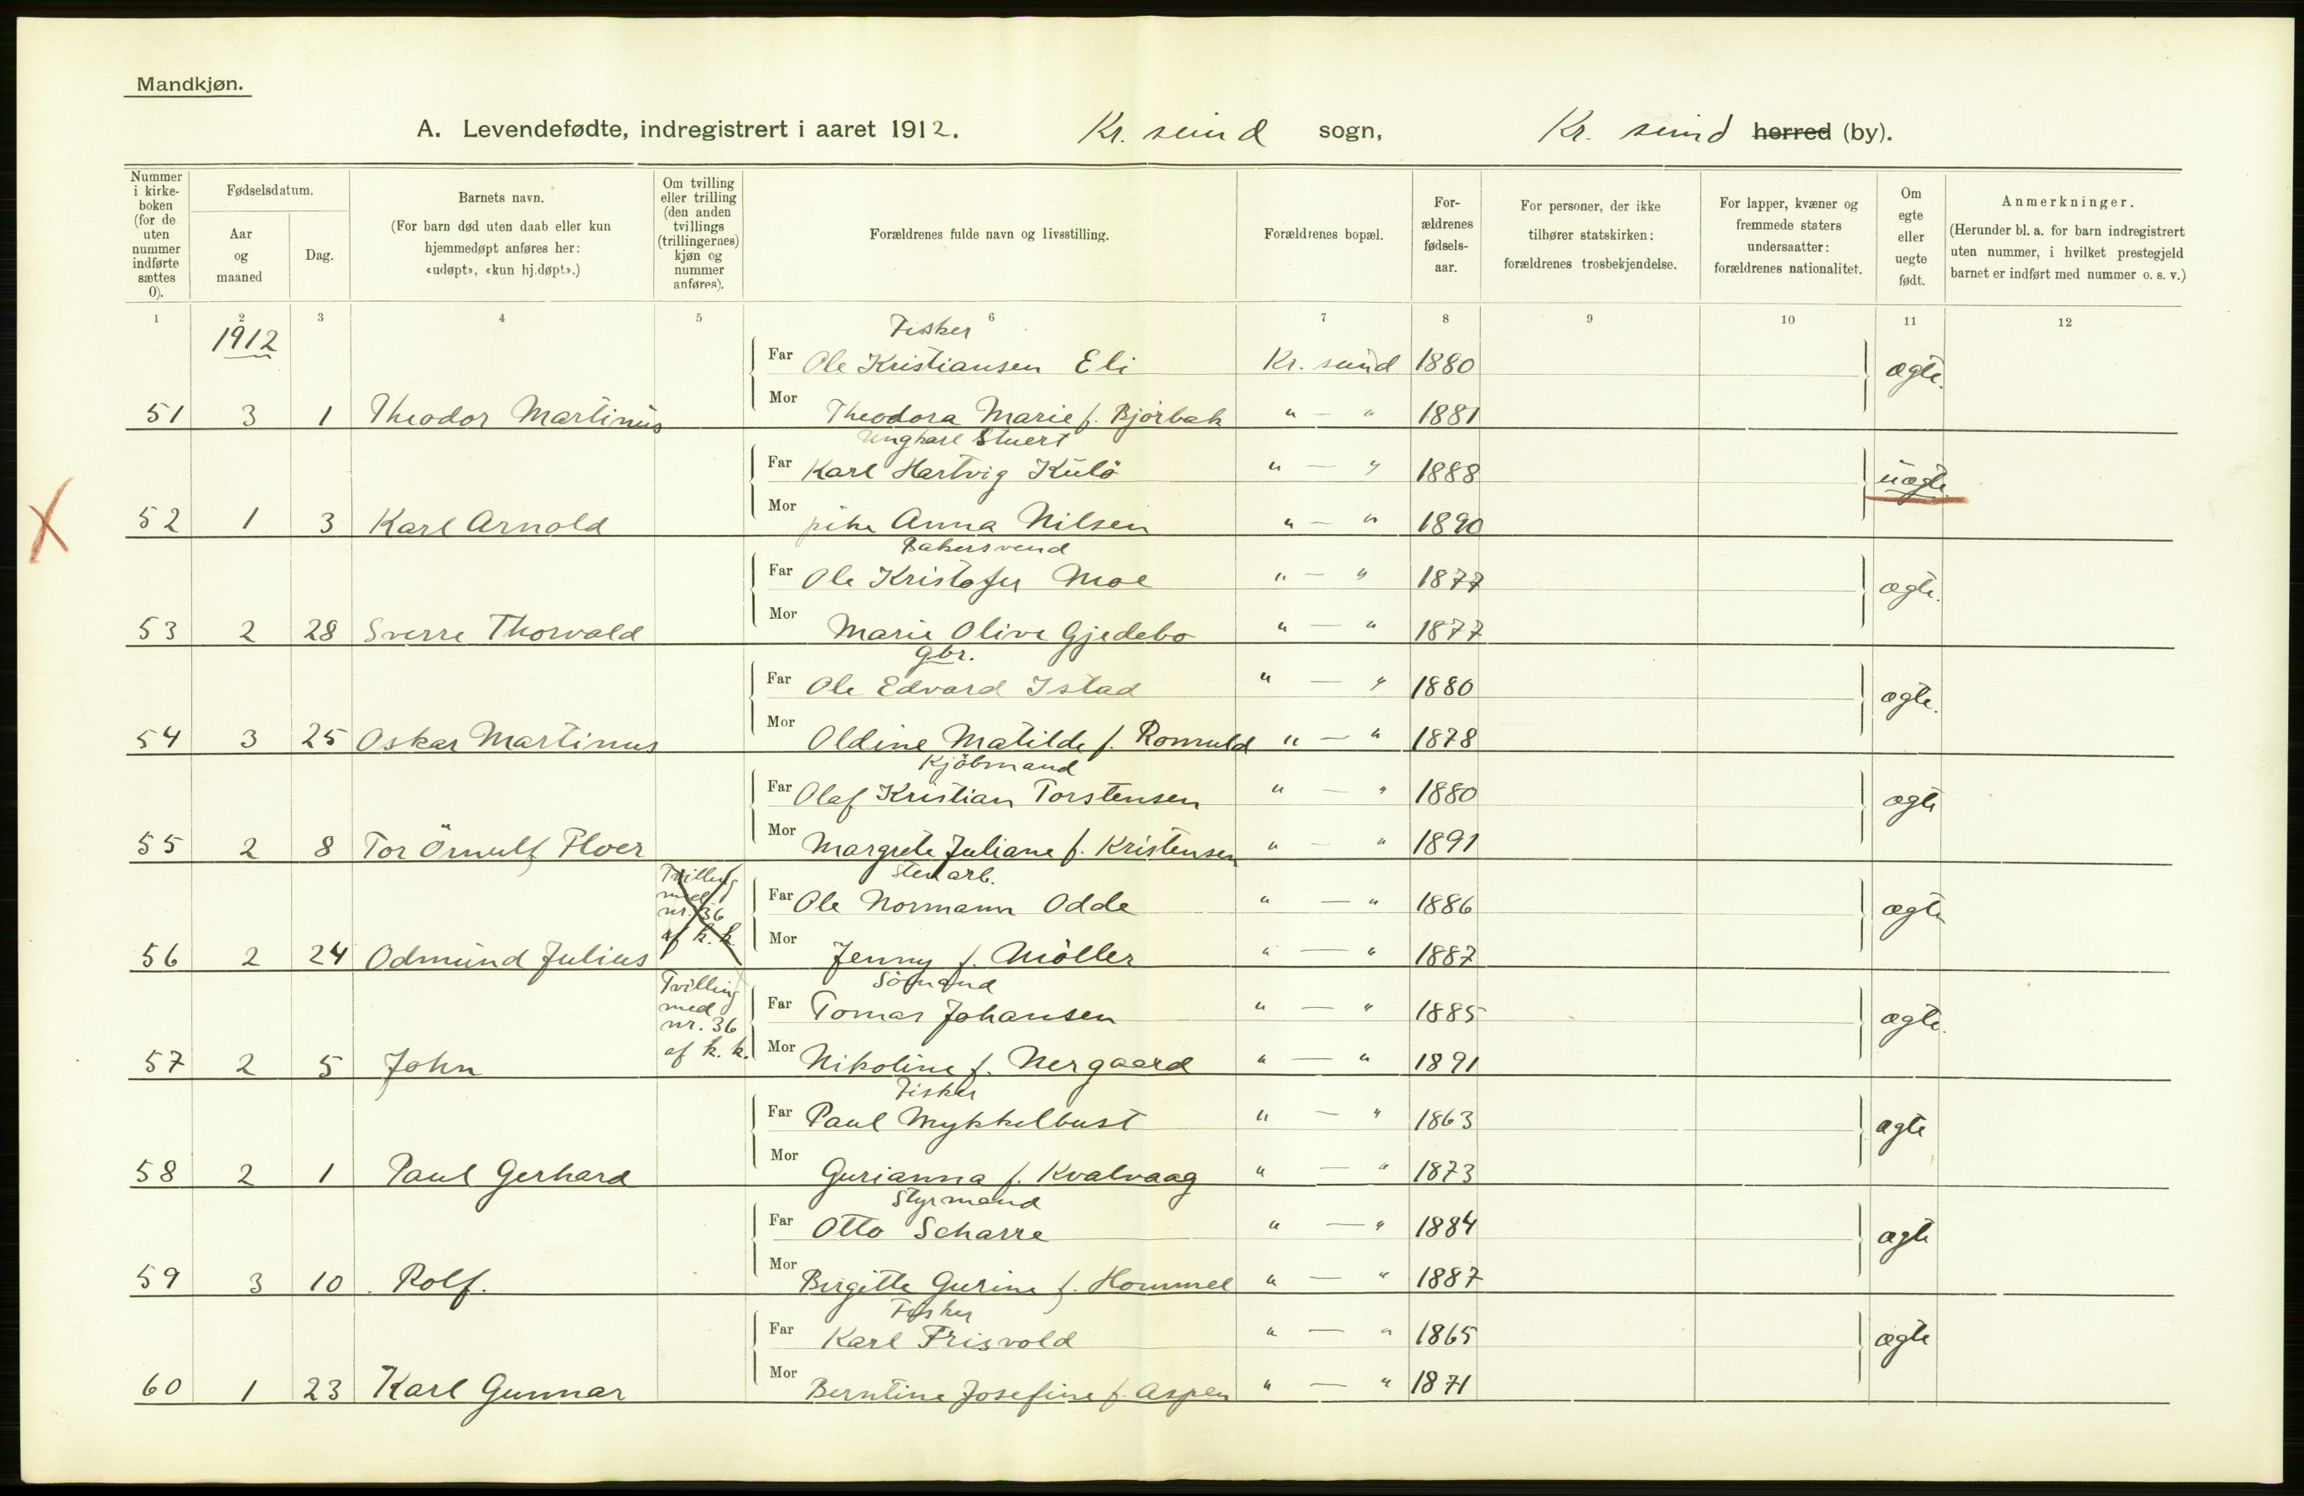 Mandkjøn.
A. Levendefødte, indregistrert i aaret 1912. Kr. sund sogn, Kr. sund herred (by).
Nummer i kirkeboken (for de uten nummer indførte sættes 0).
Fødselsdatum.
Aar og maaned
Dag.
Barnets navn.
(For barn død uten daab eller kun hjemmedøpt anføres her: «udøpt», «kun hj.døpt».)
Om tvilling eller trilling (den anden tvillings (trillingernes) kjøn og nummer anføres).
Forældrenes fulde navn og livsstilling.
Forældrenes bopæl.
Forældrenes fødselsaar.
For personer, der ikke tilhører statskirken: forældrenes trosbekjendelse.
For lapper, kvæner og fremmede staters undersaatter: forældrenes nationalitet.
Om egte eller uegte født.
Anmerkninger.
(Herunder bl. a. for barn indregistrert uten nummer, i hvilket prestegjeld barnet er indført med nummer o. s. v.)
1 2 3 4 5 6 7 8 9 10 11 12
1912
Fisker
Far Ole Kristiansen Eli Kr. sund 1880 ægte.
51 3 1 Theodor Martinus Mor Theodora Marie f. Bjørbak " — " 1881
Ungkarl Stuert
Far Karl Hartvig Kulö " — " 1888 uægte.
52 1 3 Karl Arnold Mor pike Anna Nilsen " — " 1890
Bakersvend
Far Ole Kristofer Moe " — " 1877 ægte.
53 2 28 Sverre Thorvald Mor Marie Olive Gjedebo " — " 1877
Gbr.
Far Ole Edvard Istad " — " 1880 ægte.
54 3 25 Oskar Martinus Mor Oldine Matilde f. Romuld " — " 1878
Kjöbmand
Far Olaf Kristian Torstensen " — " 1880 ægte
55 2 8 Tor Örnulf Ploer Mor Margrete Juliane f. Kristensen " — " 1891
Tvilling med nr. 36 af k. k.
Stenarb.
Far Ole Normann Odde " — " 1886 ægte
56 2 24 Odmund Julius Mor Jenny f. Möller " — " 1887
Tvilling med nr. 36 af k. k.
Sömand
Far Tomas Johansen " — " 1885 ægte.
57 2 5 John Mor Nikoline f. Nergaard " — " 1891
Fisker
Far Paul Mykkelbust " — " 1863 ægte
58 2 1 Paul Gerhard Mor Gurianna f. Kvalvaag " — " 1873
Styrmand
Far Otto Scharre " — " 1884 ægte
59 3 10 Rolf. Mor Birgitte Gurine f. Hommel " — " 1887
Fisker
Far Karl Frisvold " — " 1865 ægte
60 1 23 Karl Gunnar Mor Berntine Josefine f. Aspen " — " 1871